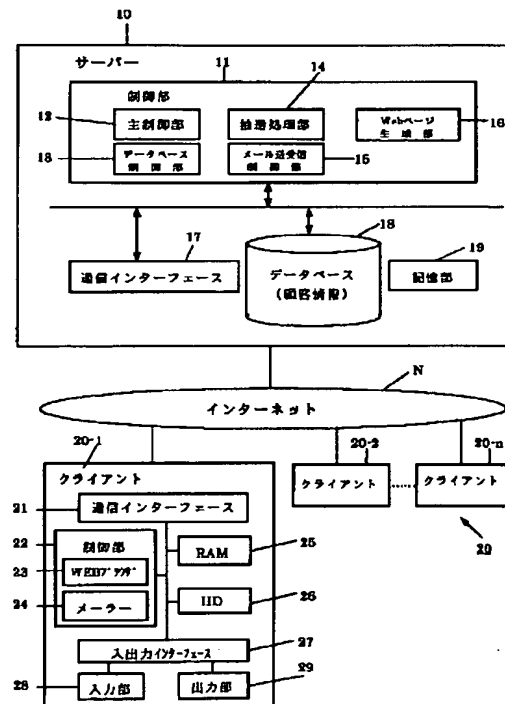 10
サーバー
11
14
制御部
12
主制御部
抽選処理部
Webページ
生成部
16
13
データベース
制御部
メール送受信
制御部
15
17
18
19
通信インターフェース
データベース
(顧客情報)
記憶部
N
インターネット
20-1
20-2
20-n
クライアント
クライアント
クライアント
21
通信インターフェース
20
22
制御部
25
RAM
23
WEBブラウザ
24
メーラー
HD
26
27
入出力インターフェース
28
入力部
出力部
29